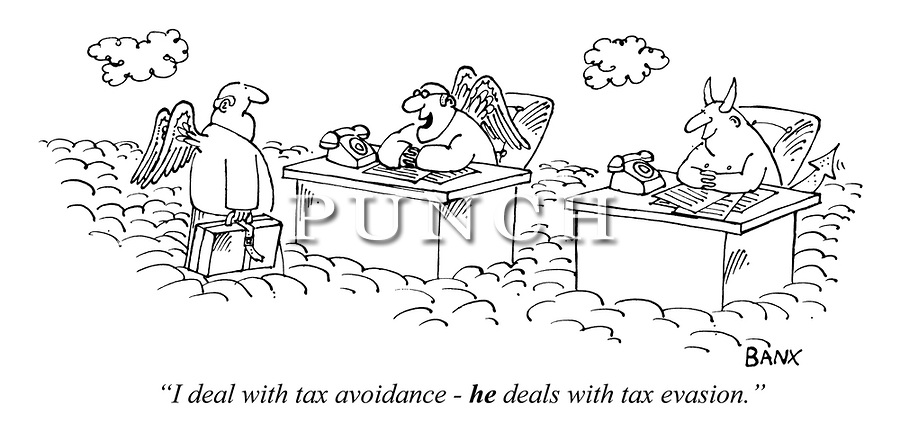 PUNCH
BANX
“I deal with tax avoidance - he deals with tax evasion.”